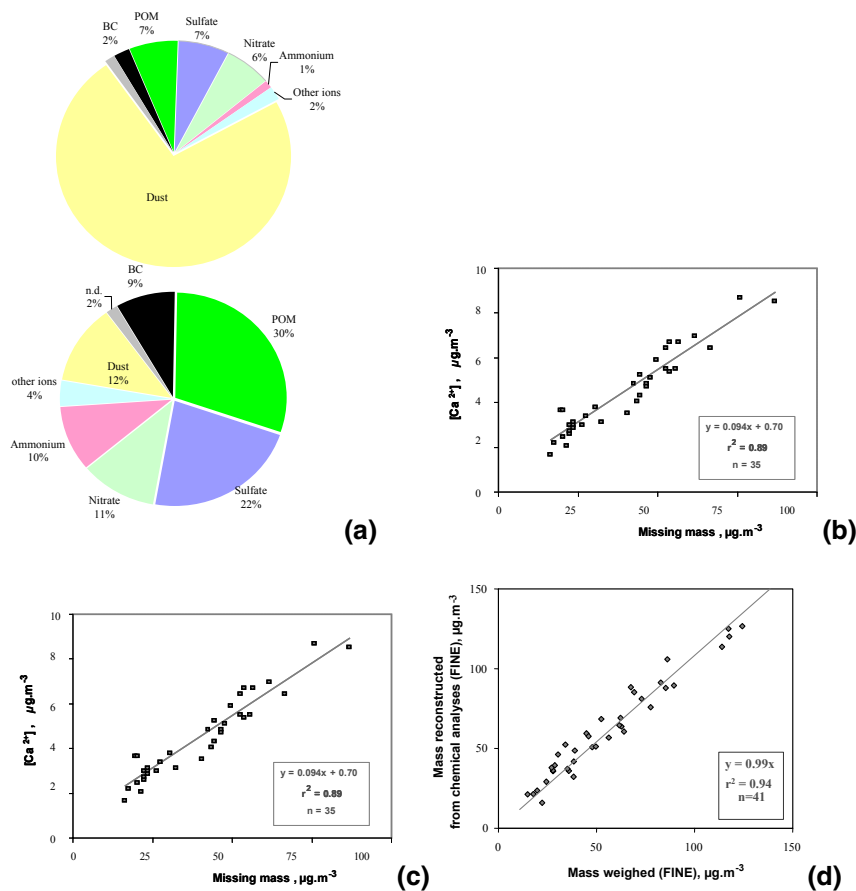 BC
2%
POM
7%
Sulfate
7%
Nitrate
6%
Ammonium
1%
Other ions
2%
Dust
BC
9%
n.d.
2%
POM
30%
Dust
12%
other ions
4%
Ammonium
10%
Nitrate
11%
Sulfate
22%
(a)
[Ca²⁺] , µg.m⁻³
10
8
6
4
2
0
0
25
50
75
100
y = 0.094x + 0.70
r² = 0.89
n = 35
Missing mass , µg.m⁻³
(b)
[Ca²⁺] , µg.m⁻³
10
8
6
4
2
0
0
25
50
75
100
y = 0.094x + 0.70
r² = 0.89
n = 35
Missing mass , µg.m⁻³
(c)
Mass reconstructed
from chemical analyses (FINE), µg.m⁻³
150
100
50
0
0
50
100
150
y = 0.99x
r² = 0.94
n=41
Mass weighed (FINE), µg.m⁻³
(d)